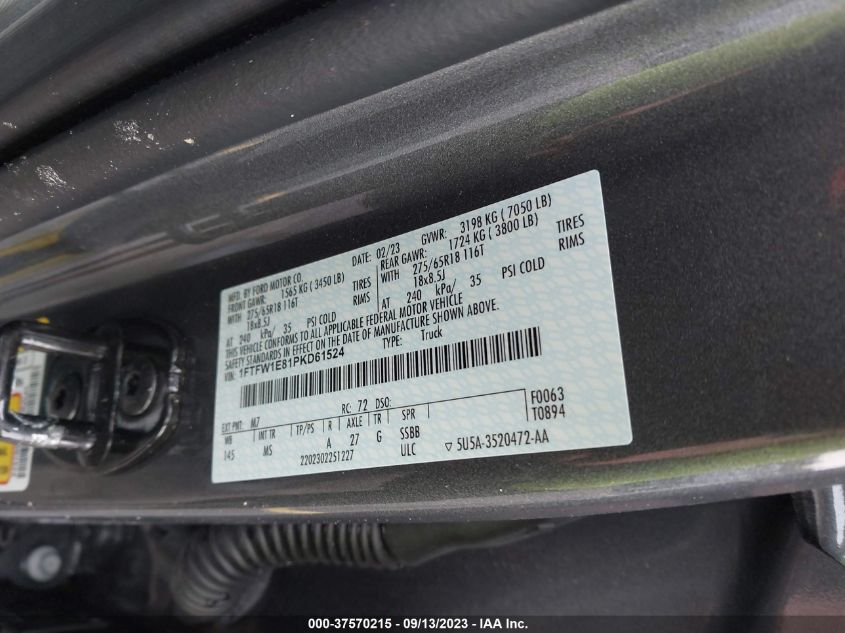 MFD. BY FORD MOTOR CO.
DATE: 02/23 GVWR: 3198 KG ( 7050 LB)
FRONT GAWR: 1565 KG ( 3450 LB)
REAR GAWR: 1724 KG ( 3800 LB)
WITH 275/65R18 116T TIRES
WITH 275/65R18 116T TIRES
18x8.5J RIMS
18x8.5J RIMS
AT 240 kPa/ 35 PSI COLD
AT 240 kPa/ 35 PSI COLD
THIS VEHICLE CONFORMS TO ALL APPLICABLE FEDERAL MOTOR VEHICLE
SAFETY STANDARDS IN EFFECT ON THE DATE OF MANUFACTURE SHOWN ABOVE.
VIN: 1FTFW1E81PKD61524
TYPE: Truck
EXT PNT: M7 RC: 72 DSO: F0063
WB INT TR TP/PS R AXLE TR SPR T0894
145 MS A 27 G SSBB
2202302251227 ULC ▽ 5U5A-3520472-AA
000-37570215 - 09/13/2023 - IAA Inc.